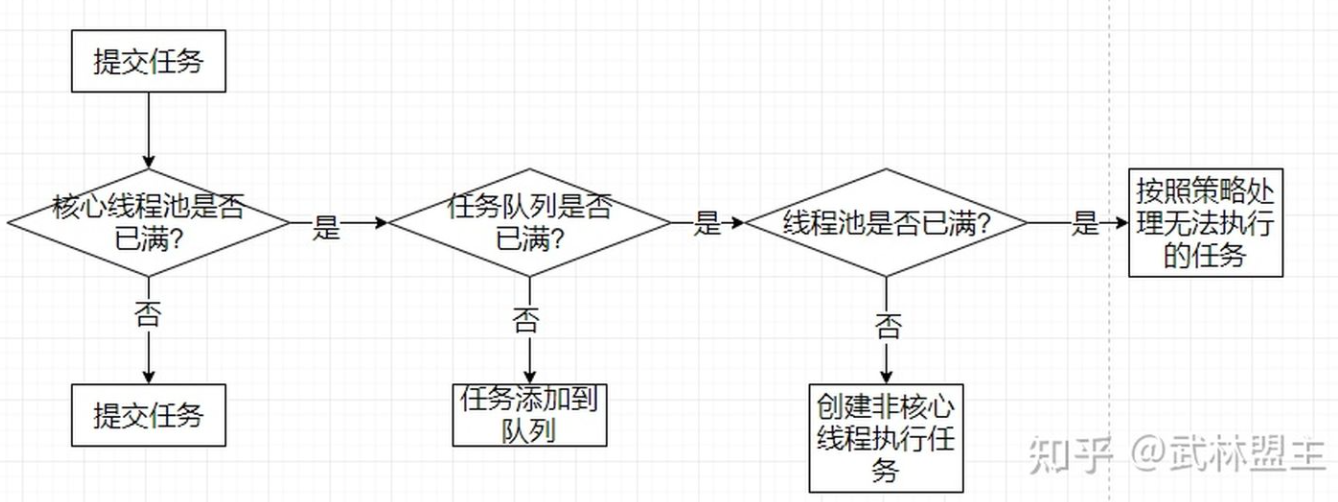 提交任务
核心线程池是否
已满?
是
任务队列是否
已满?
是
线程池是否已满?
是
按照策略处
理无法执行
的任务
否
否
否
提交任务
任务添加到
队列
创建非核心
线程执行任
务
知乎 @武林盟主